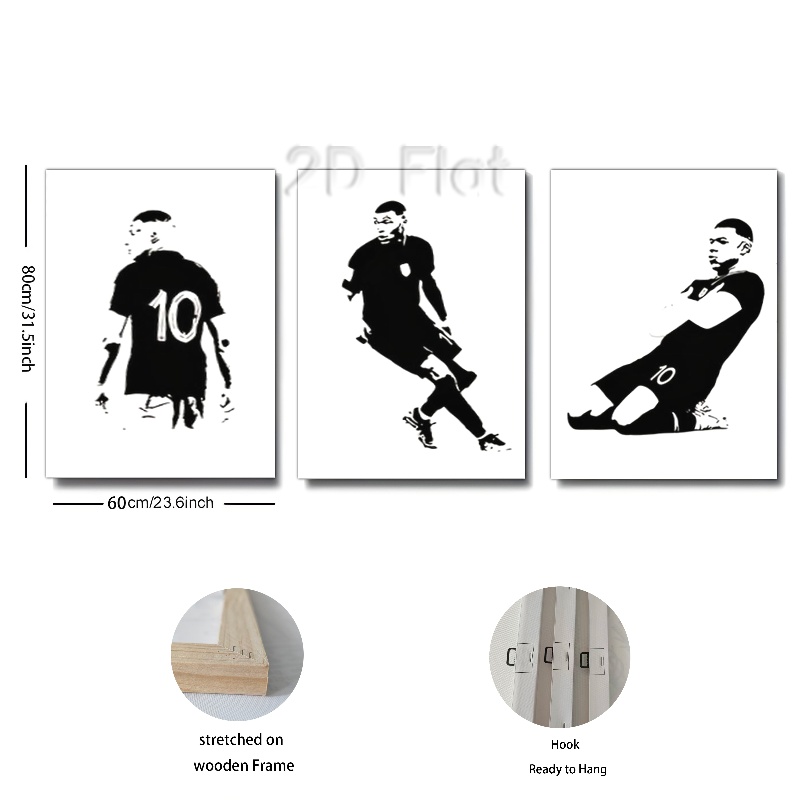 2D Flat
80cm/31.5inch
10
10
60cm/23.6inch
stretched on
wooden Frame
Hook
Ready to Hang